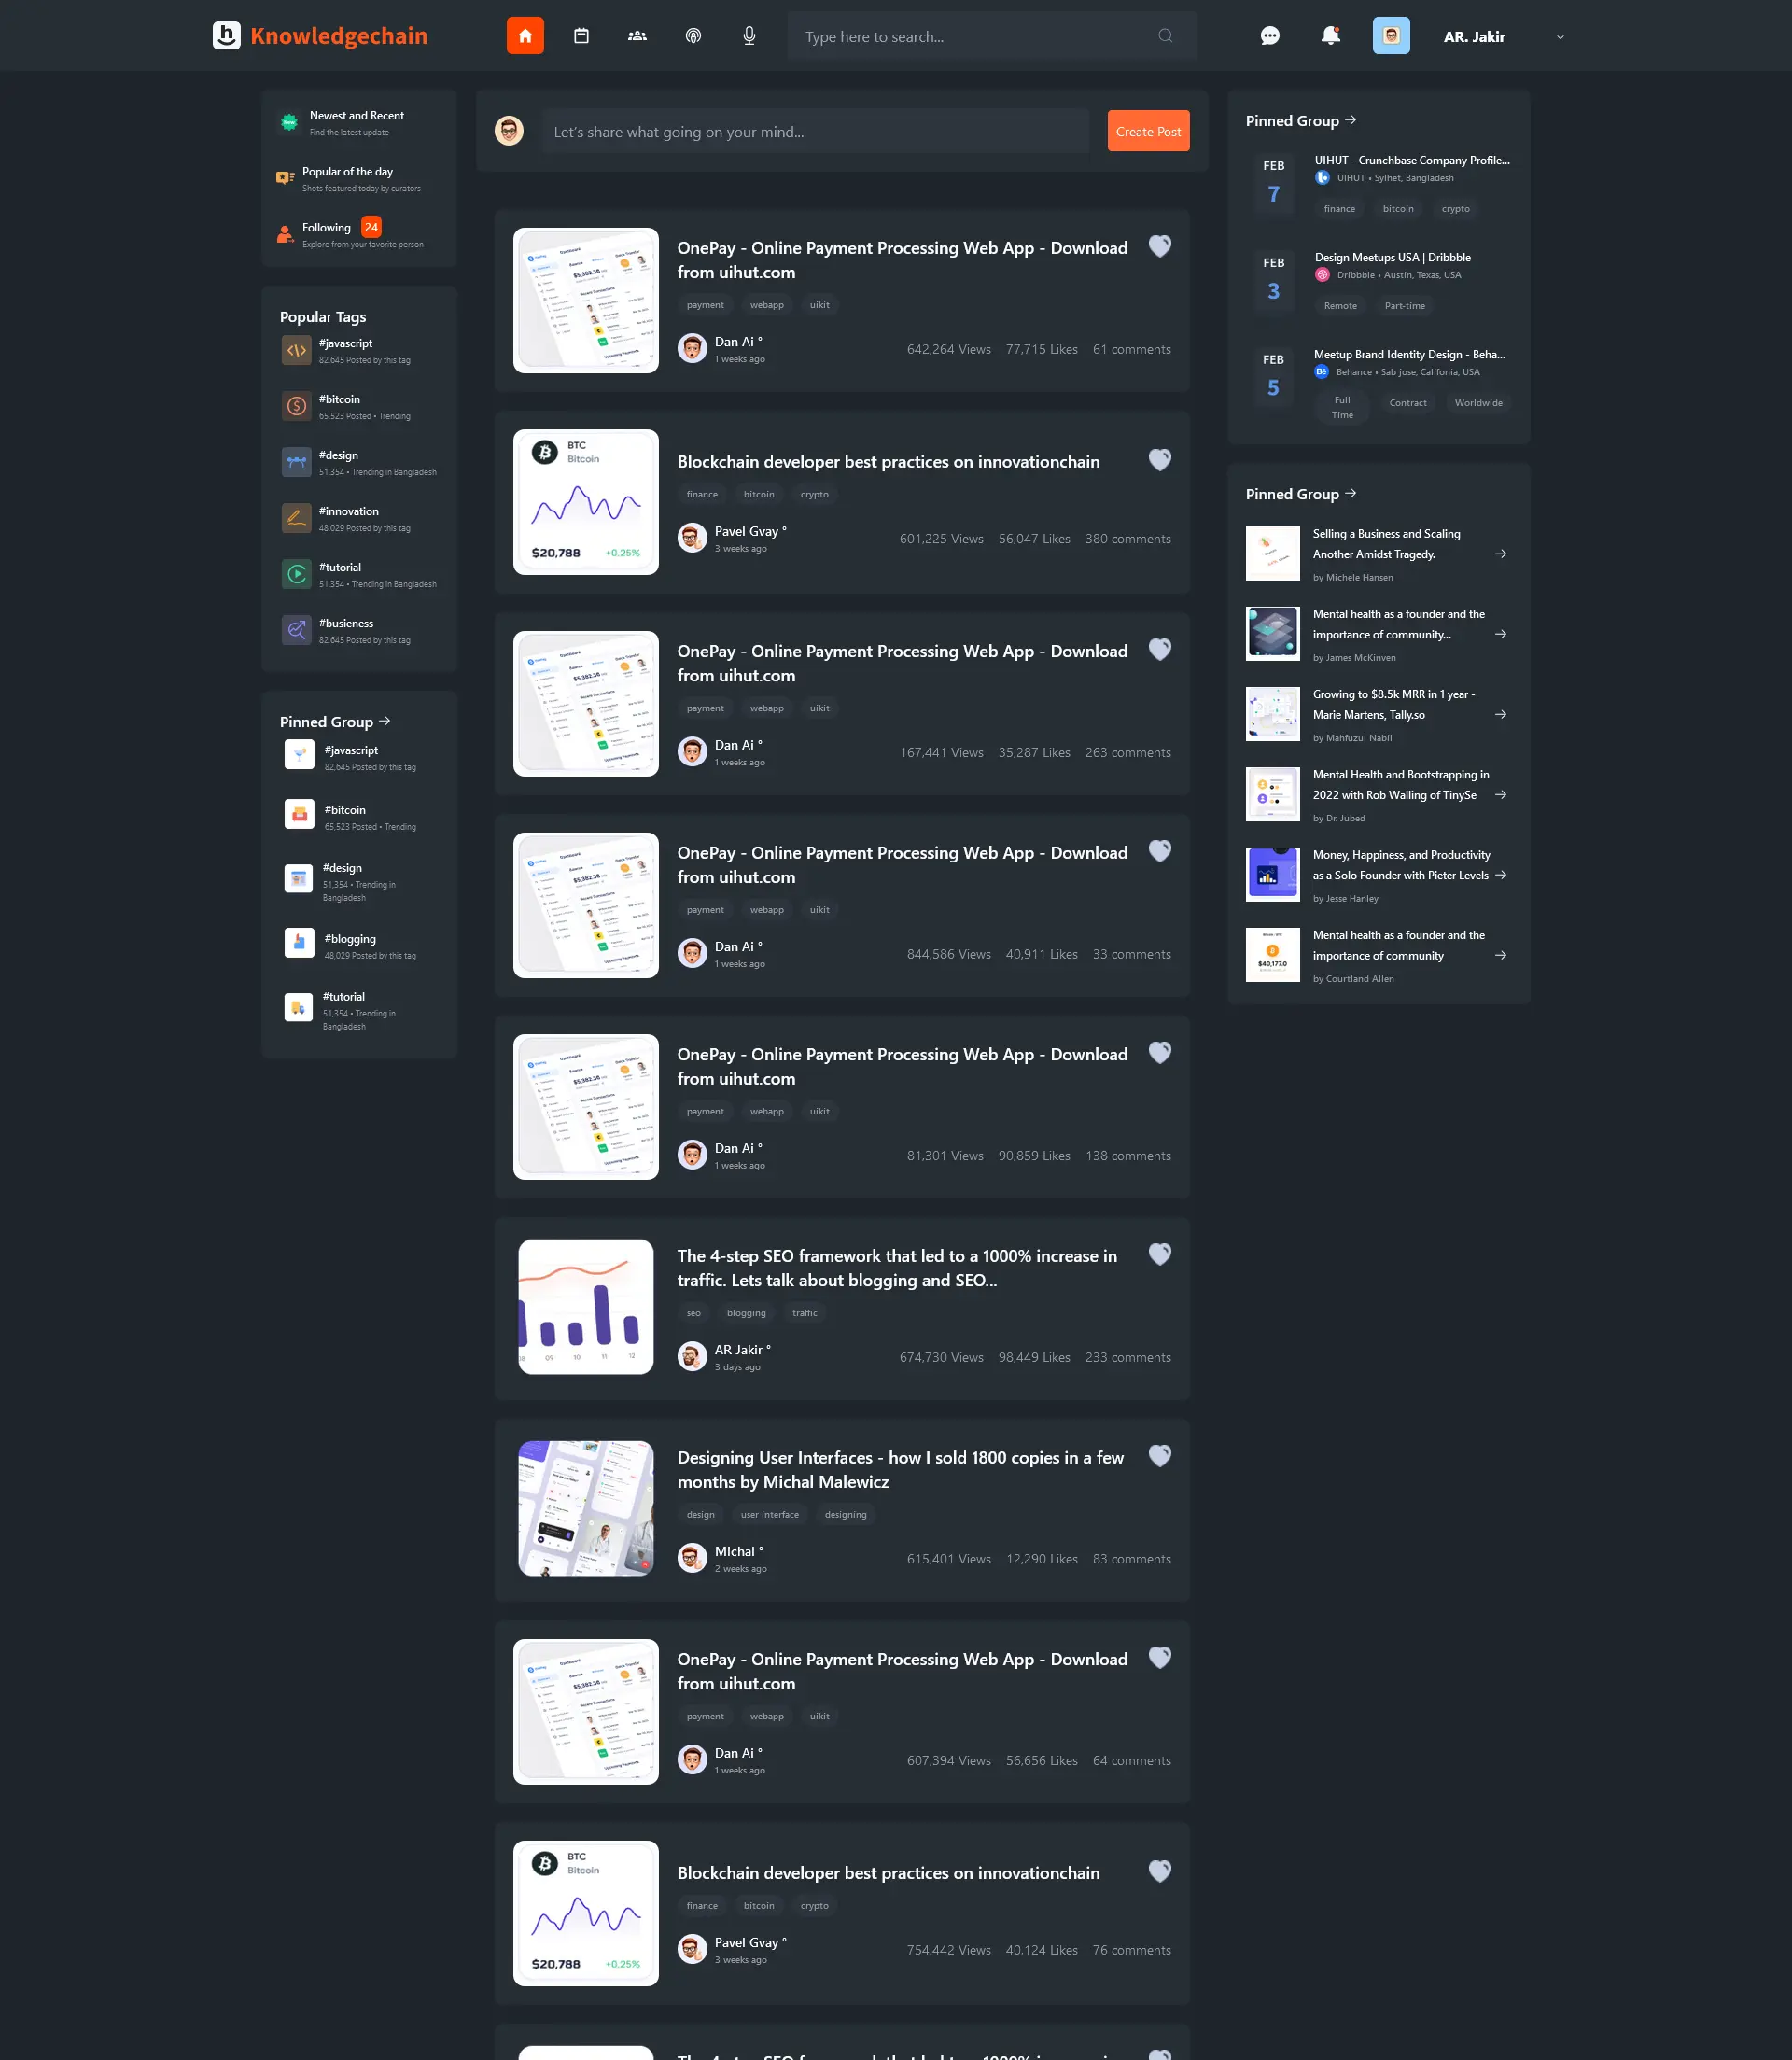 Knowledgechain
Type here to search...
AR. Jakir
Newest and Recent
Find the latest update
Popular of the day
Shots featured today by curators
Following 24
Explore from your favorite person
Popular Tags
#javascript
82,645 Posted by this tag
#bitcoin
65,523 Posted • Trending
#design
51,354 • Trending in Bangladesh
#innovation
48,029 Posted by this tag
#tutorial
51,354 • Trending in Bangladesh
#busieness
82,645 Posted by this tag
Pinned Group
#javascript
82,645 Posted by this tag
#bitcoin
65,523 Posted • Trending
#design
51,354 • Trending in
Bangladesh
#blogging
48,029 Posted by this tag
#tutorial
51,354 • Trending in
Bangladesh
Let's share what going on your mind...
Create Post
OnePay - Online Payment Processing Web App - Download
from uihut.com
payment webapp uikit
Dan Ai °
1 weeks ago
642,264 Views 77,715 Likes 61 comments
BTC
Bitcoin
$20,788 +0.25%
Blockchain developer best practices on innovationchain
finance bitcoin crypto
Pavel Gvay °
3 weeks ago
601,225 Views 56,047 Likes 380 comments
OnePay - Online Payment Processing Web App - Download
from uihut.com
payment webapp uikit
Dan Ai °
1 weeks ago
167,441 Views 35,287 Likes 263 comments
OnePay - Online Payment Processing Web App - Download
from uihut.com
payment webapp uikit
Dan Ai °
1 weeks ago
844,586 Views 40,911 Likes 33 comments
OnePay - Online Payment Processing Web App - Download
from uihut.com
payment webapp uikit
Dan Ai °
1 weeks ago
81,301 Views 90,859 Likes 138 comments
09 10 11 12
The 4-step SEO framework that led to a 1000% increase in
traffic. Lets talk about blogging and SEO...
seo blogging traffic
AR Jakir °
3 days ago
674,730 Views 98,449 Likes 233 comments
Designing User Interfaces - how I sold 1800 copies in a few
months by Michal Malewicz
design user interface designing
Michal °
2 weeks ago
615,401 Views 12,290 Likes 83 comments
OnePay - Online Payment Processing Web App - Download
from uihut.com
payment webapp uikit
Dan Ai °
1 weeks ago
607,394 Views 56,656 Likes 64 comments
BTC
Bitcoin
$20,788 +0.25%
Blockchain developer best practices on innovationchain
finance bitcoin crypto
Pavel Gvay °
3 weeks ago
754,442 Views 40,124 Likes 76 comments
The 4-step SEO framework that led to a 1000% increase in
Pinned Group
FEB
7
UIHUT - Crunchbase Company Profile...
UIHUT • Sylhet, Bangladesh
finance bitcoin crypto
FEB
3
Design Meetups USA | Dribbble
Dribbble • Austin, Texas, USA
Remote Part-time
FEB
5
Meetup Brand Identity Design - Beha...
Bē Behance • Sab jose, Califonia, USA
Full
Time
Contract Worldwide
Pinned Group
Selling a Business and Scaling
Another Amidst Tragedy.
by Michele Hansen
Mental health as a founder and the
importance of community...
by James McKinven
Growing to $8.5k MRR in 1 year -
Marie Martens, Tally.so
by Mahfuzul Nabil
Mental Health and Bootstrapping in
2022 with Rob Walling of TinySe
by Dr. Jubed
Money, Happiness, and Productivity
as a Solo Founder with Pieter Levels
by Jesse Hanley
$40,177.0
Mental health as a founder and the
importance of community
by Courtland Allen